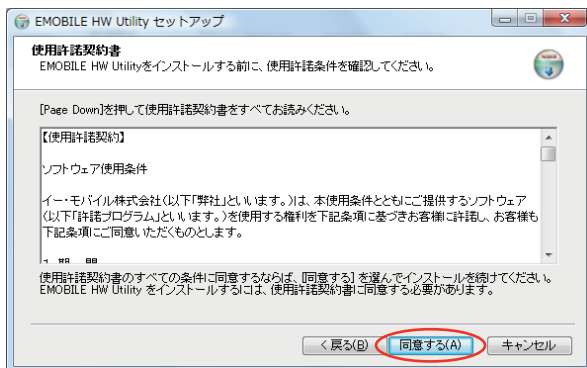 EMOBILE HW Utility セットアップ
使用許諾契約書
EMOBILE HW Utilityをインストールする前に、使用許諾条件を確認してください。
[Page Down]を押して使用許諾契約書をすべてお読みください。
【使用許諾契約】
ソフトウェア使用条件
イー・モバイル株式会社(以下「弊社」といいます。)は、本使用条件とともにご提供するソフトウェア
(以下「許諾プログラム」といいます。)を使用する権利を下記条項に基づきお客様に許諾し、お客様も
下記条項にご同意いただくものとします。
使用許諾契約書のすべての条件に同意するならば、[同意する] を選んでインストールを続けてください。
EMOBILE HW Utility をインストールするには、使用許諾契約書に同意する必要があります。
< 戻る(B)
同意する(A)
キャンセル